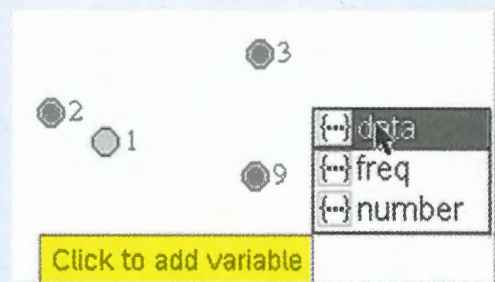 3
2
1
data
9
freq
number
Click to add variable